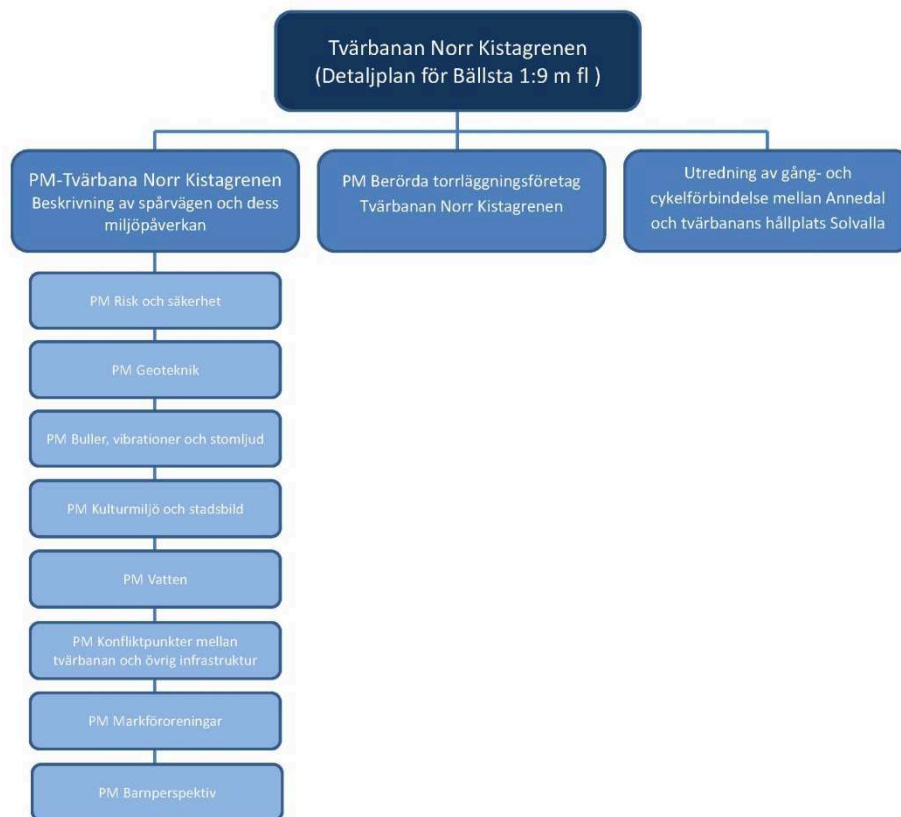 Tvärbanan Norr Kistagrenen
(Detaljplan för Bällsta 1:9 m fl )
PM-Tvärbana Norr Kistagrenen
Beskrivning av spårvägen och dess
miljöpåverkan
PM Berörda torrläggningsföretag
Tvärbanan Norr Kistagrenen
Utredning av gång- och
cykelförbindelse mellan Annedal
och tvärbanans hållplats Solvalla
PM Risk och säkerhet
PM Geoteknik
PM Buller, vibrationer och stomljud
PM Kulturmiljö och stadsbild
PM Vatten
PM Konfliktpunkter mellan
tvärbanan och övrig infrastruktur
PM Markföroreningar
PM Barnperspektiv